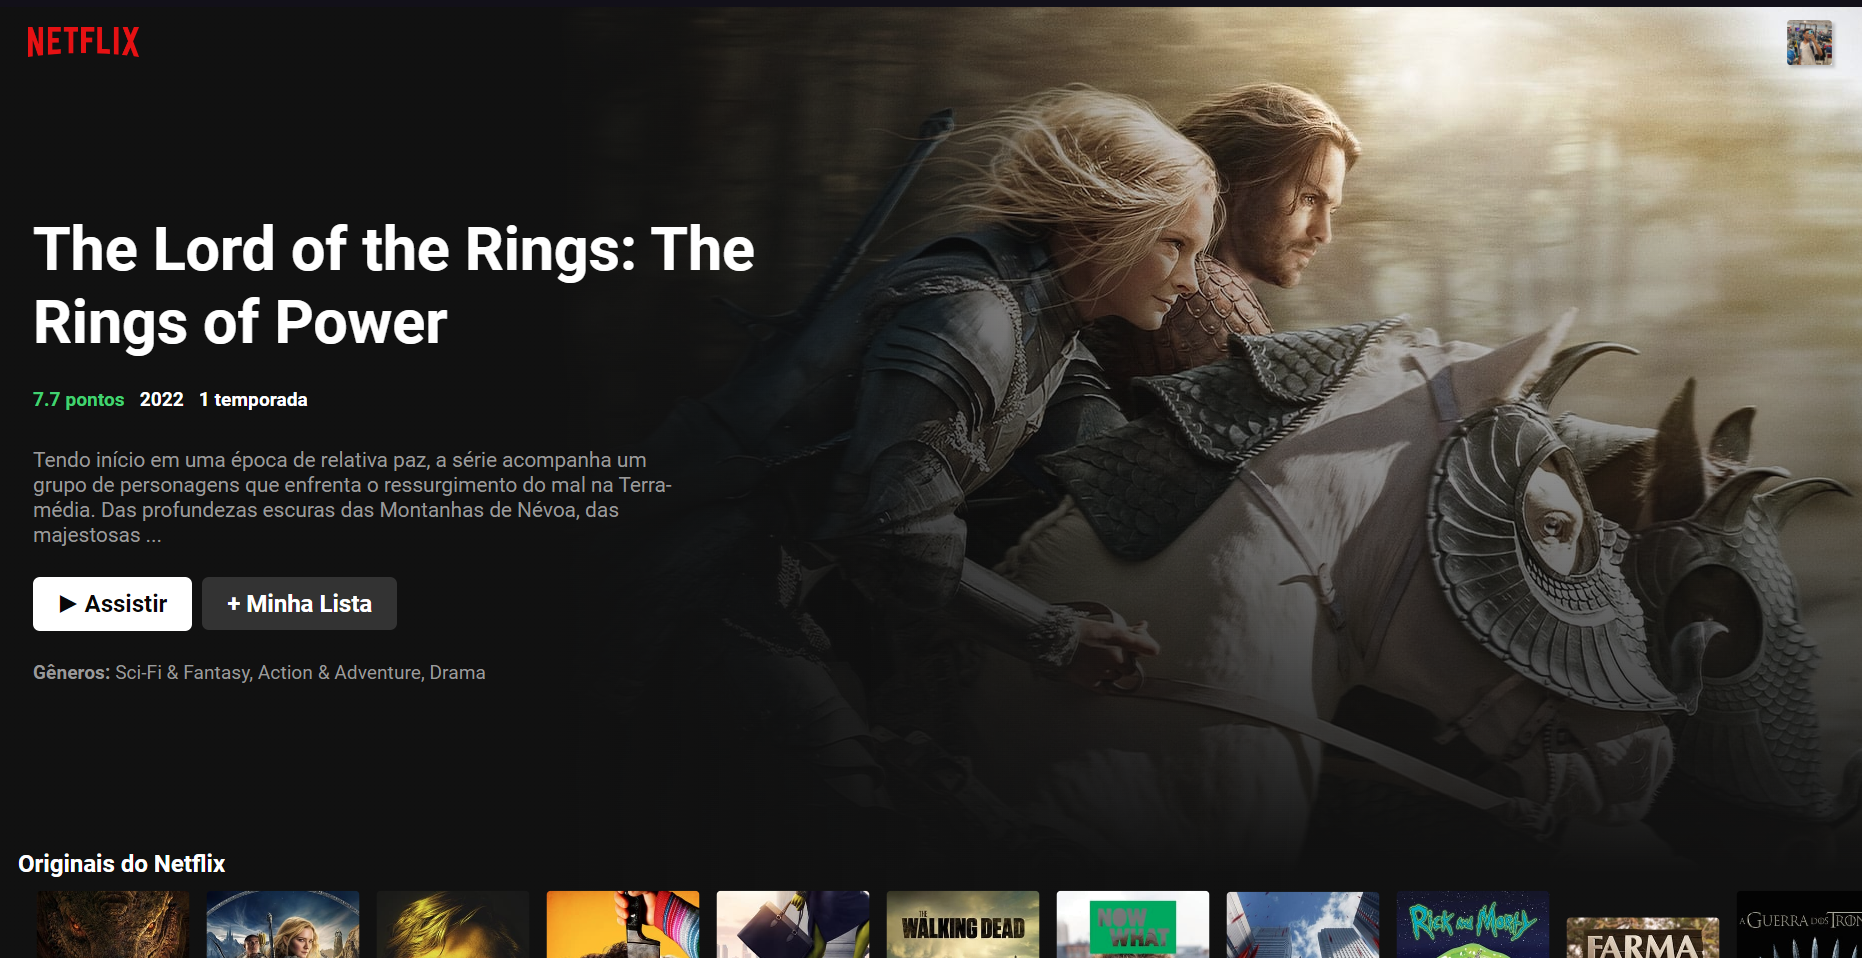 NETFLIX
The Lord of the Rings: The
Rings of Power
7.7 pontos 2022 1 temporada
Tendo início em uma época de relativa paz, a série acompanha um
grupo de personagens que enfrenta o ressurgimento do mal na Terra-
média. Das profundezas escuras das Montanhas de Névoa, das
majestosas ...
► Assistir
+ Minha Lista
Gêneros: Sci-Fi & Fantasy, Action & Adventure, Drama
Originais do Netflix
THE
WALKING DEAD
NOW
WHAT
RICK AND MORTY
FARMA
A GUERRA DOS TRON